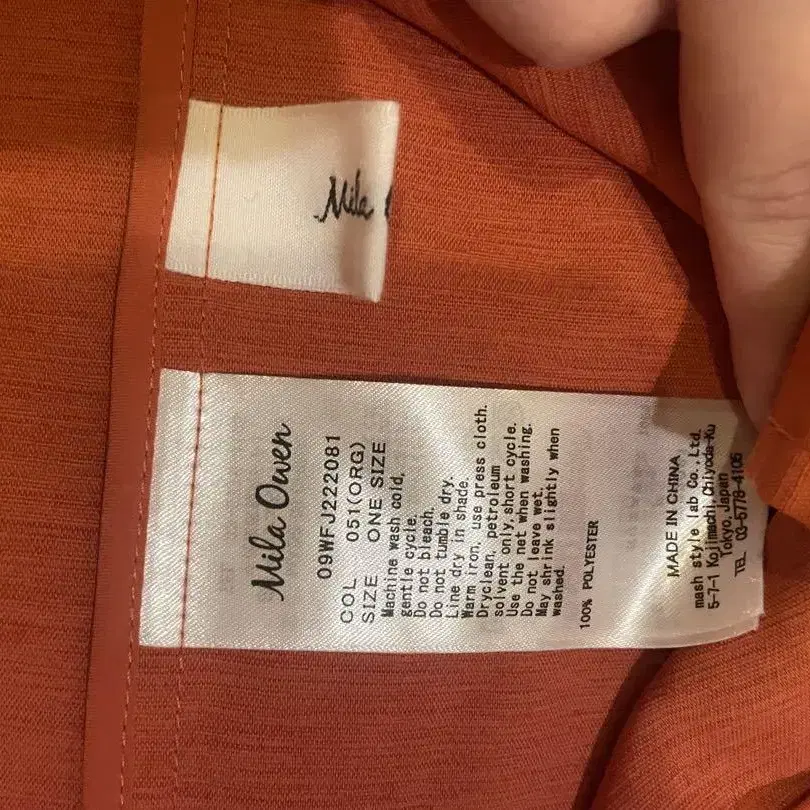 Mila
Mila Owen
09WFJ222081
COL 051(ORG)
SIZE ONE SIZE
Machine wash cold,
gentle cycle.
Do not bleach.
Do not tumble dry.
Line dry in shade.
Warm iron, use press cloth.
Dryclean, petroleum
solvent only,short cycle.
Use the net when washing.
Do not leave wet.
May shrink slightly when
washed.
100% POLYESTER
MADE IN CHINA
mash style lab Co.,Ltd.
5-7-1 Kojimachi,Chiyoda-Ku
Tokyo,Japan
TEL 03-5778-4106